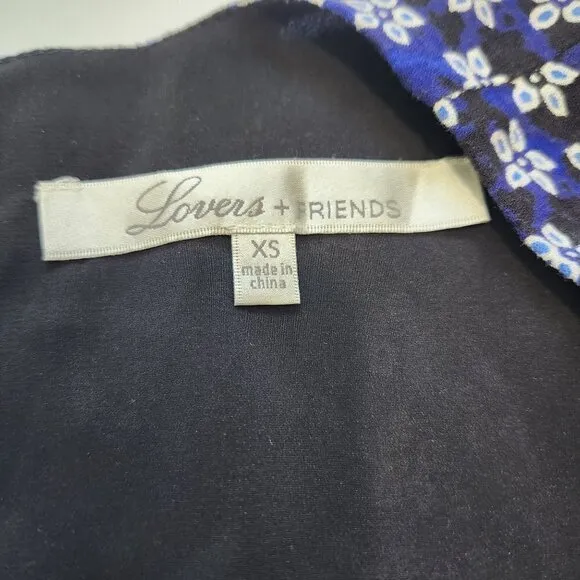 Lovers + FRIENDS
XS
made in
china